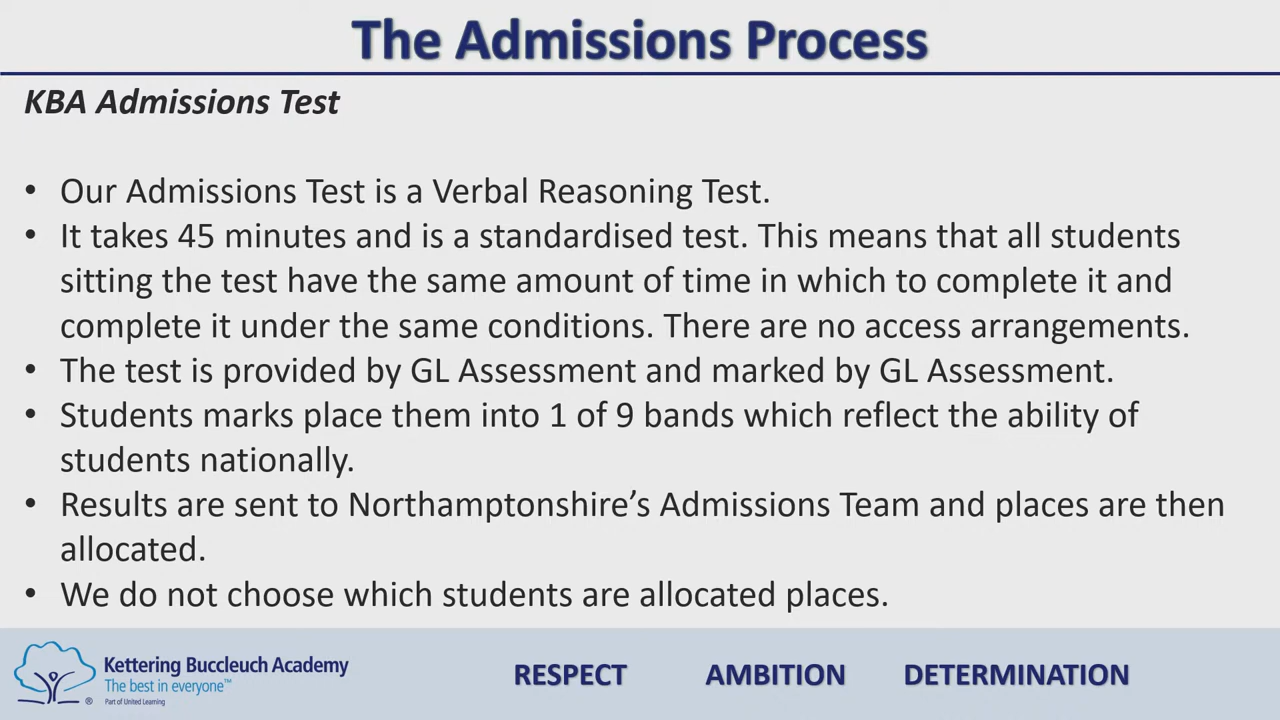 The Admissions Process
KBA Admissions Test
• Our Admissions Test is a Verbal Reasoning Test.
• It takes 45 minutes and is a standardised test. This means that all students
sitting the test have the same amount of time in which to complete it and
complete it under the same conditions. There are no access arrangements.
• The test is provided by GL Assessment and marked by GL Assessment.
• Students marks place them into 1 of 9 bands which reflect the ability of
students nationally.
• Results are sent to Northamptonshire’s Admissions Team and places are then
allocated.
• We do not choose which students are allocated places.
Kettering Buccleuch Academy
The best in everyone™
Part of United Learning
®
RESPECT AMBITION DETERMINATION